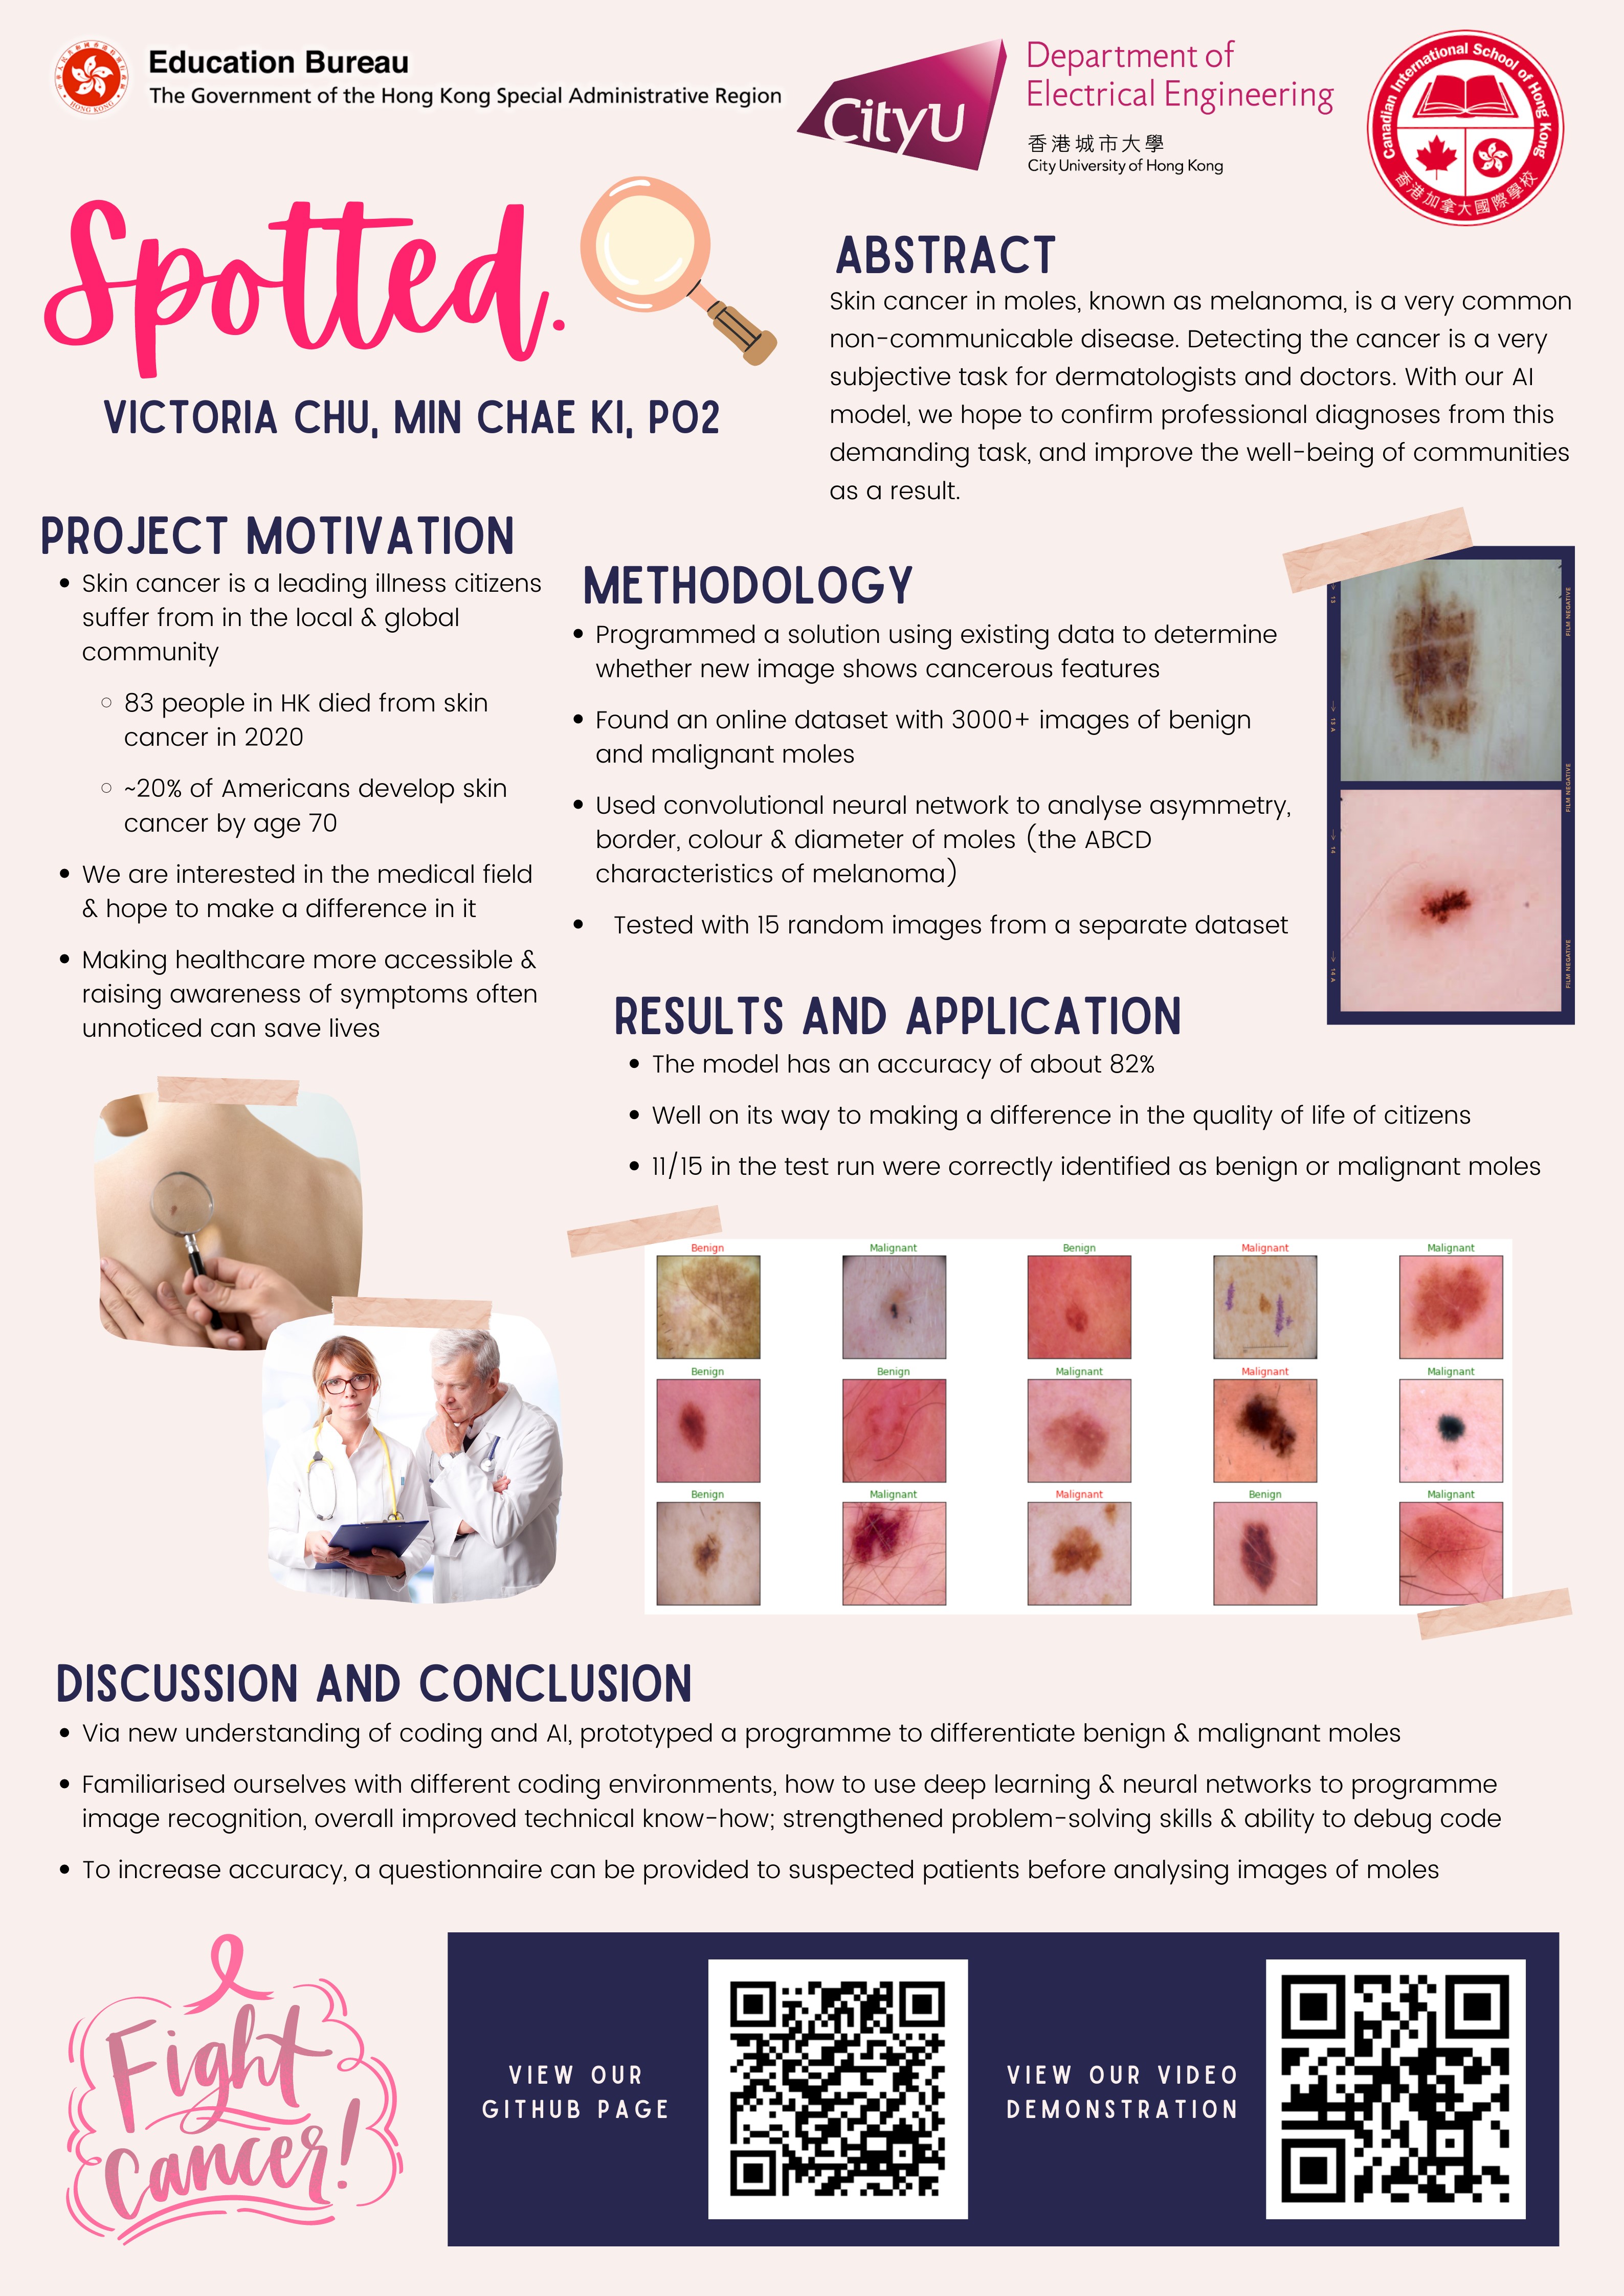 Education Bureau
The Government of the Hong Kong Special Administrative Region
HONG KONG
CityU
Department of
Electrical Engineering
香港城市大學
City University of Hong Kong
Canadian International School of Hong Kong
香港加拿大國際學校
Spotted.
VICTORIA CHU, MIN CHAE KI, PO2
ABSTRACT
Skin cancer in moles, known as melanoma, is a very common
non-communicable disease. Detecting the cancer is a very
subjective task for dermatologists and doctors. With our AI
model, we hope to confirm professional diagnoses from this
demanding task, and improve the well-being of communities
as a result.
PROJECT MOTIVATION
• Skin cancer is a leading illness citizens
suffer from in the local & global
community
◦ 83 people in HK died from skin
cancer in 2020
◦ ~20% of Americans develop skin
cancer by age 70
• We are interested in the medical field
& hope to make a difference in it
• Making healthcare more accessible &
raising awareness of symptoms often
unnoticed can save lives
METHODOLOGY
• Programmed a solution using existing data to determine
whether new image shows cancerous features
• Found an online dataset with 3000+ images of benign
and malignant moles
• Used convolutional neural network to analyse asymmetry,
border, colour & diameter of moles (the ABCD
characteristics of melanoma)
• Tested with 15 random images from a separate dataset
→ 13
→ 13 A
→ 14
→ 14 A
FILM NEGATIVE
FILM NEGATIVE
FILM NEGATIVE
RESULTS AND APPLICATION
• The model has an accuracy of about 82%
• Well on its way to making a difference in the quality of life of citizens
• 11/15 in the test run were correctly identified as benign or malignant moles
Benign Malignant Benign Malignant Malignant
Benign Benign Malignant Malignant Malignant
Benign Malignant Malignant Benign Malignant
DISCUSSION AND CONCLUSION
• Via new understanding of coding and AI, prototyped a programme to differentiate benign & malignant moles
• Familiarised ourselves with different coding environments, how to use deep learning & neural networks to programme
image recognition, overall improved technical know-how; strengthened problem-solving skills & ability to debug code
• To increase accuracy, a questionnaire can be provided to suspected patients before analysing images of moles
Fight
Cancer!
VIEW OUR
GITHUB PAGE
VIEW OUR VIDEO
DEMONSTRATION